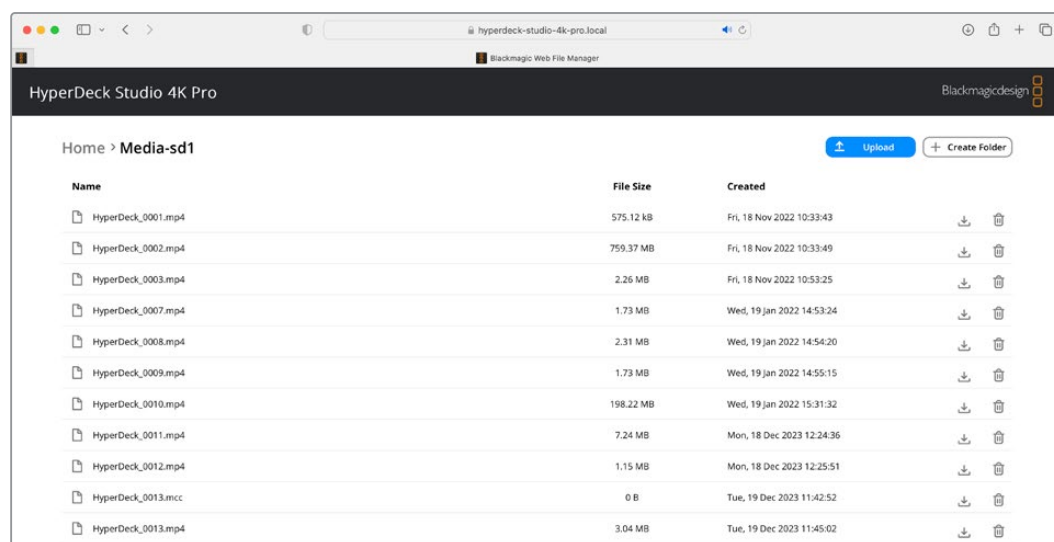 hyperdeck-studio-4k-pro.local
Blackmagic Web File Manager
HyperDeck Studio 4K Pro
Blackmagicdesign
Home > Media-sd1
Upload
+ Create Folder
Name File Size Created
HyperDeck_0001.mp4 575.12 kB Fri, 18 Nov 2022 10:33:43
HyperDeck_0002.mp4 759.37 MB Fri, 18 Nov 2022 10:33:49
HyperDeck_0003.mp4 2.26 MB Fri, 18 Nov 2022 10:53:25
HyperDeck_0007.mp4 1.73 MB Wed, 19 Jan 2022 14:53:24
HyperDeck_0008.mp4 2.31 MB Wed, 19 Jan 2022 14:54:20
HyperDeck_0009.mp4 1.73 MB Wed, 19 Jan 2022 14:55:15
HyperDeck_0010.mp4 198.22 MB Wed, 19 Jan 2022 15:31:32
HyperDeck_0011.mp4 7.24 MB Mon, 18 Dec 2023 12:24:36
HyperDeck_0012.mp4 1.15 MB Mon, 18 Dec 2023 12:25:51
HyperDeck_0013.mcc 0 B Tue, 19 Dec 2023 11:42:52
HyperDeck_0013.mp4 3.04 MB Tue, 19 Dec 2023 11:45:02